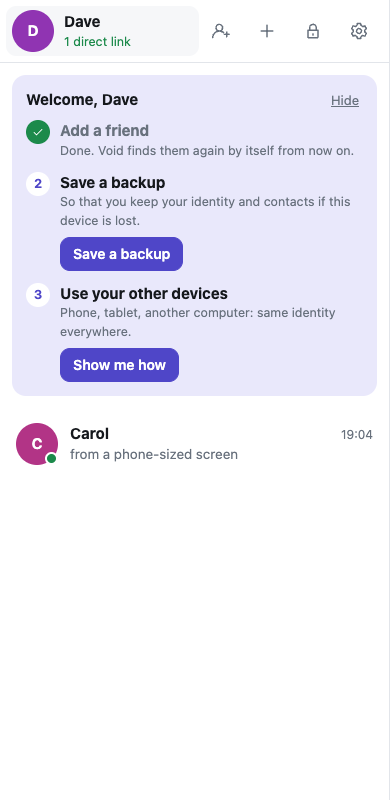 D
Dave
1 direct link
Welcome, Dave
Hide
Add a friend
Done. Void finds them again by itself from now on.
2
Save a backup
So that you keep your identity and contacts if this
device is lost.
Save a backup
3
Use your other devices
Phone, tablet, another computer: same identity
everywhere.
Show me how
C
Carol
19:04
from a phone-sized screen